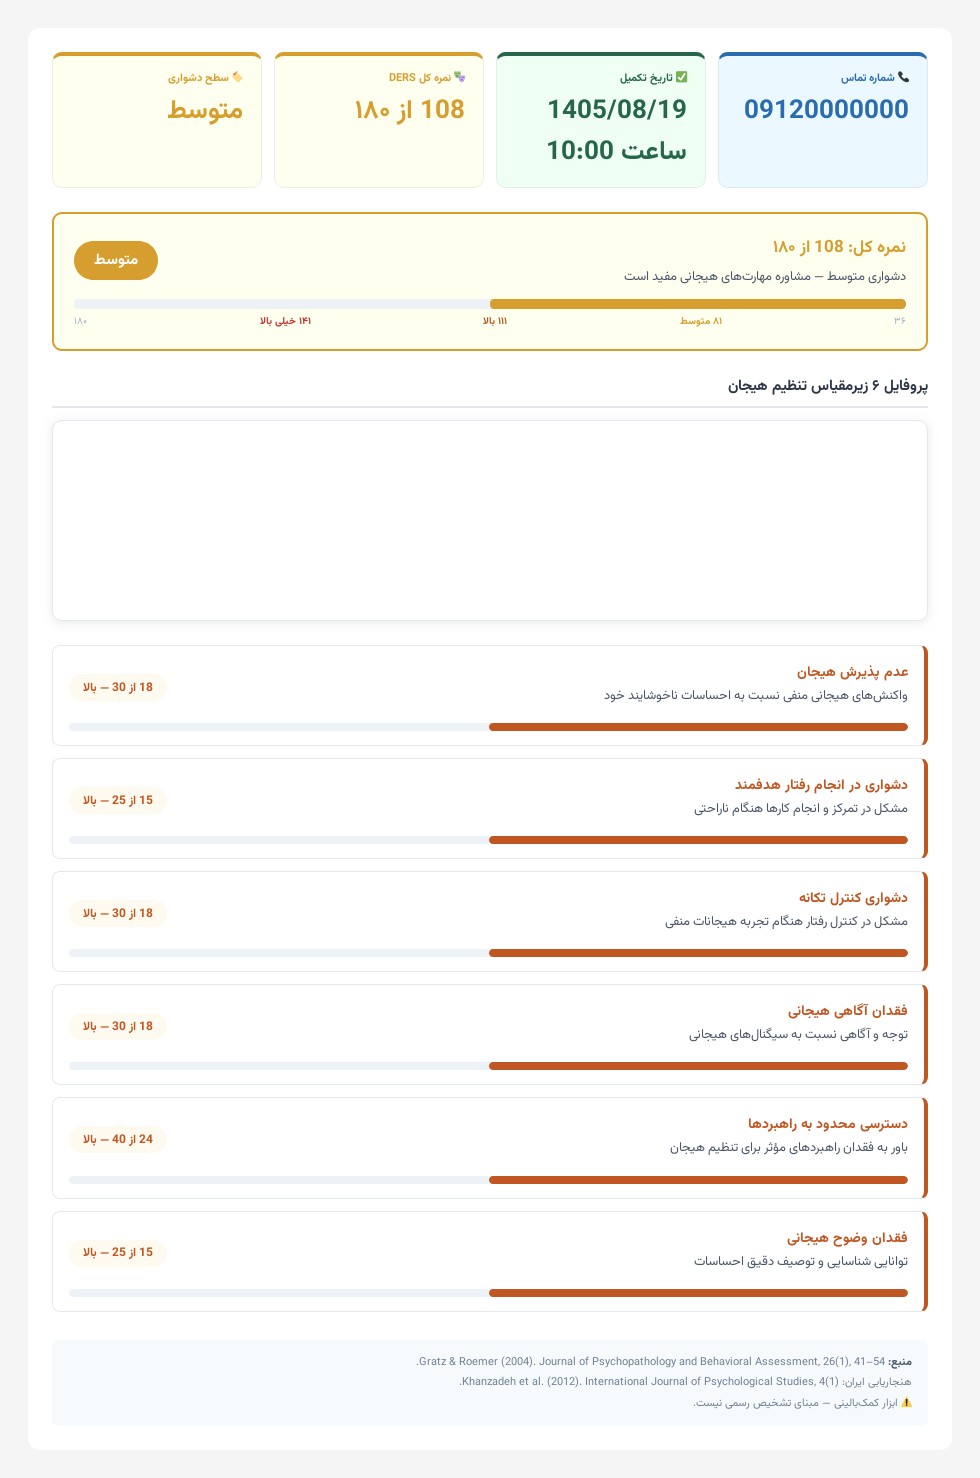 📞 شماره تماس
09120000000
✅ تاریخ تکمیل
1405/08/19
ساعت 10:00
🎭 نمره کل DERS
108 از ۱۸۰
🏷️ سطح دشواری
متوسط
نمره کل: 108 از ۱۸۰
دشواری متوسط — مشاوره مهارت‌های هیجانی مفید است
متوسط
۳۶
۸۱ متوسط
۱۱۱ بالا
۱۴۱ خیلی بالا
۱۸۰
پروفایل ۶ زیرمقیاس تنظیم هیجان
عدم پذیرش هیجان
واکنش‌های هیجانی منفی نسبت به احساسات ناخوشایند خود
18 از 30 — بالا
دشواری در انجام رفتار هدفمند
مشکل در تمرکز و انجام کارها هنگام ناراحتی
15 از 25 — بالا
دشواری کنترل تکانه
مشکل در کنترل رفتار هنگام تجربه هیجانات منفی
18 از 30 — بالا
فقدان آگاهی هیجانی
توجه و آگاهی نسبت به سیگنال‌های هیجانی
18 از 30 — بالا
دسترسی محدود به راهبردها
باور به فقدان راهبردهای مؤثر برای تنظیم هیجان
24 از 40 — بالا
فقدان وضوح هیجانی
توانایی شناسایی و توصیف دقیق احساسات
15 از 25 — بالا
منبع: Gratz & Roemer (2004). Journal of Psychopathology and Behavioral Assessment, 26(1), 41–54.
هنجاریابی ایران: Khanzadeh et al. (2012). International Journal of Psychological Studies, 4(1).
⚠️ ابزار کمک‌بالینی — مبنای تشخیص رسمی نیست.